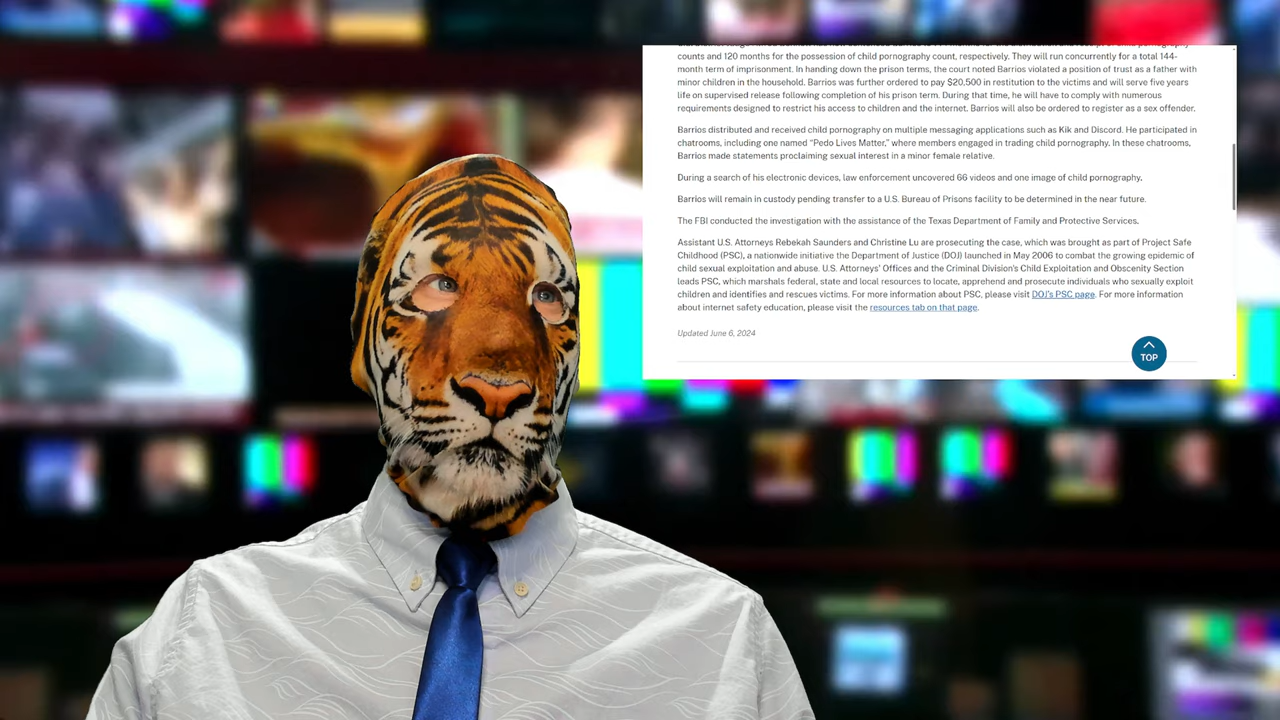 counts and 120 months for the possession of child pornography count, respectively. They will run concurrently for a total 144-
month term of imprisonment. In handing down the prison terms, the court noted Barrios violated a position of trust as a father with
minor children in the household. Barrios was further ordered to pay $20,500 in restitution to the victims and will serve five years
life on supervised release following completion of his prison term. During that time, he will have to comply with numerous
requirements designed to restrict his access to children and the internet. Barrios will also be ordered to register as a sex offender.
Barrios distributed and received child pornography on multiple messaging applications such as Kik and Discord. He participated in
chatrooms, including one named “Pedo Lives Matter,” where members engaged in trading child pornography. In these chatrooms,
Barrios made statements proclaiming sexual interest in a minor female relative.
During a search of his electronic devices, law enforcement uncovered 66 videos and one image of child pornography.
Barrios will remain in custody pending transfer to a U.S. Bureau of Prisons facility to be determined in the near future.
The FBI conducted the investigation with the assistance of the Texas Department of Family and Protective Services.
Assistant U.S. Attorneys Rebekah Saunders and Christine Lu are prosecuting the case, which was brought as part of Project Safe
Childhood (PSC), a nationwide initiative the Department of Justice (DOJ) launched in May 2006 to combat the growing epidemic of
child sexual exploitation and abuse. U.S. Attorneys' Offices and the Criminal Division's Child Exploitation and Obscenity Section
leads PSC, which marshals federal, state and local resources to locate, apprehend and prosecute individuals who sexually exploit
children and identifies and rescues victims. For more information about PSC, please visit DOJ's PSC page. For more information
about internet safety education, please visit the resources tab on that page.
Updated June 6, 2024
TOP